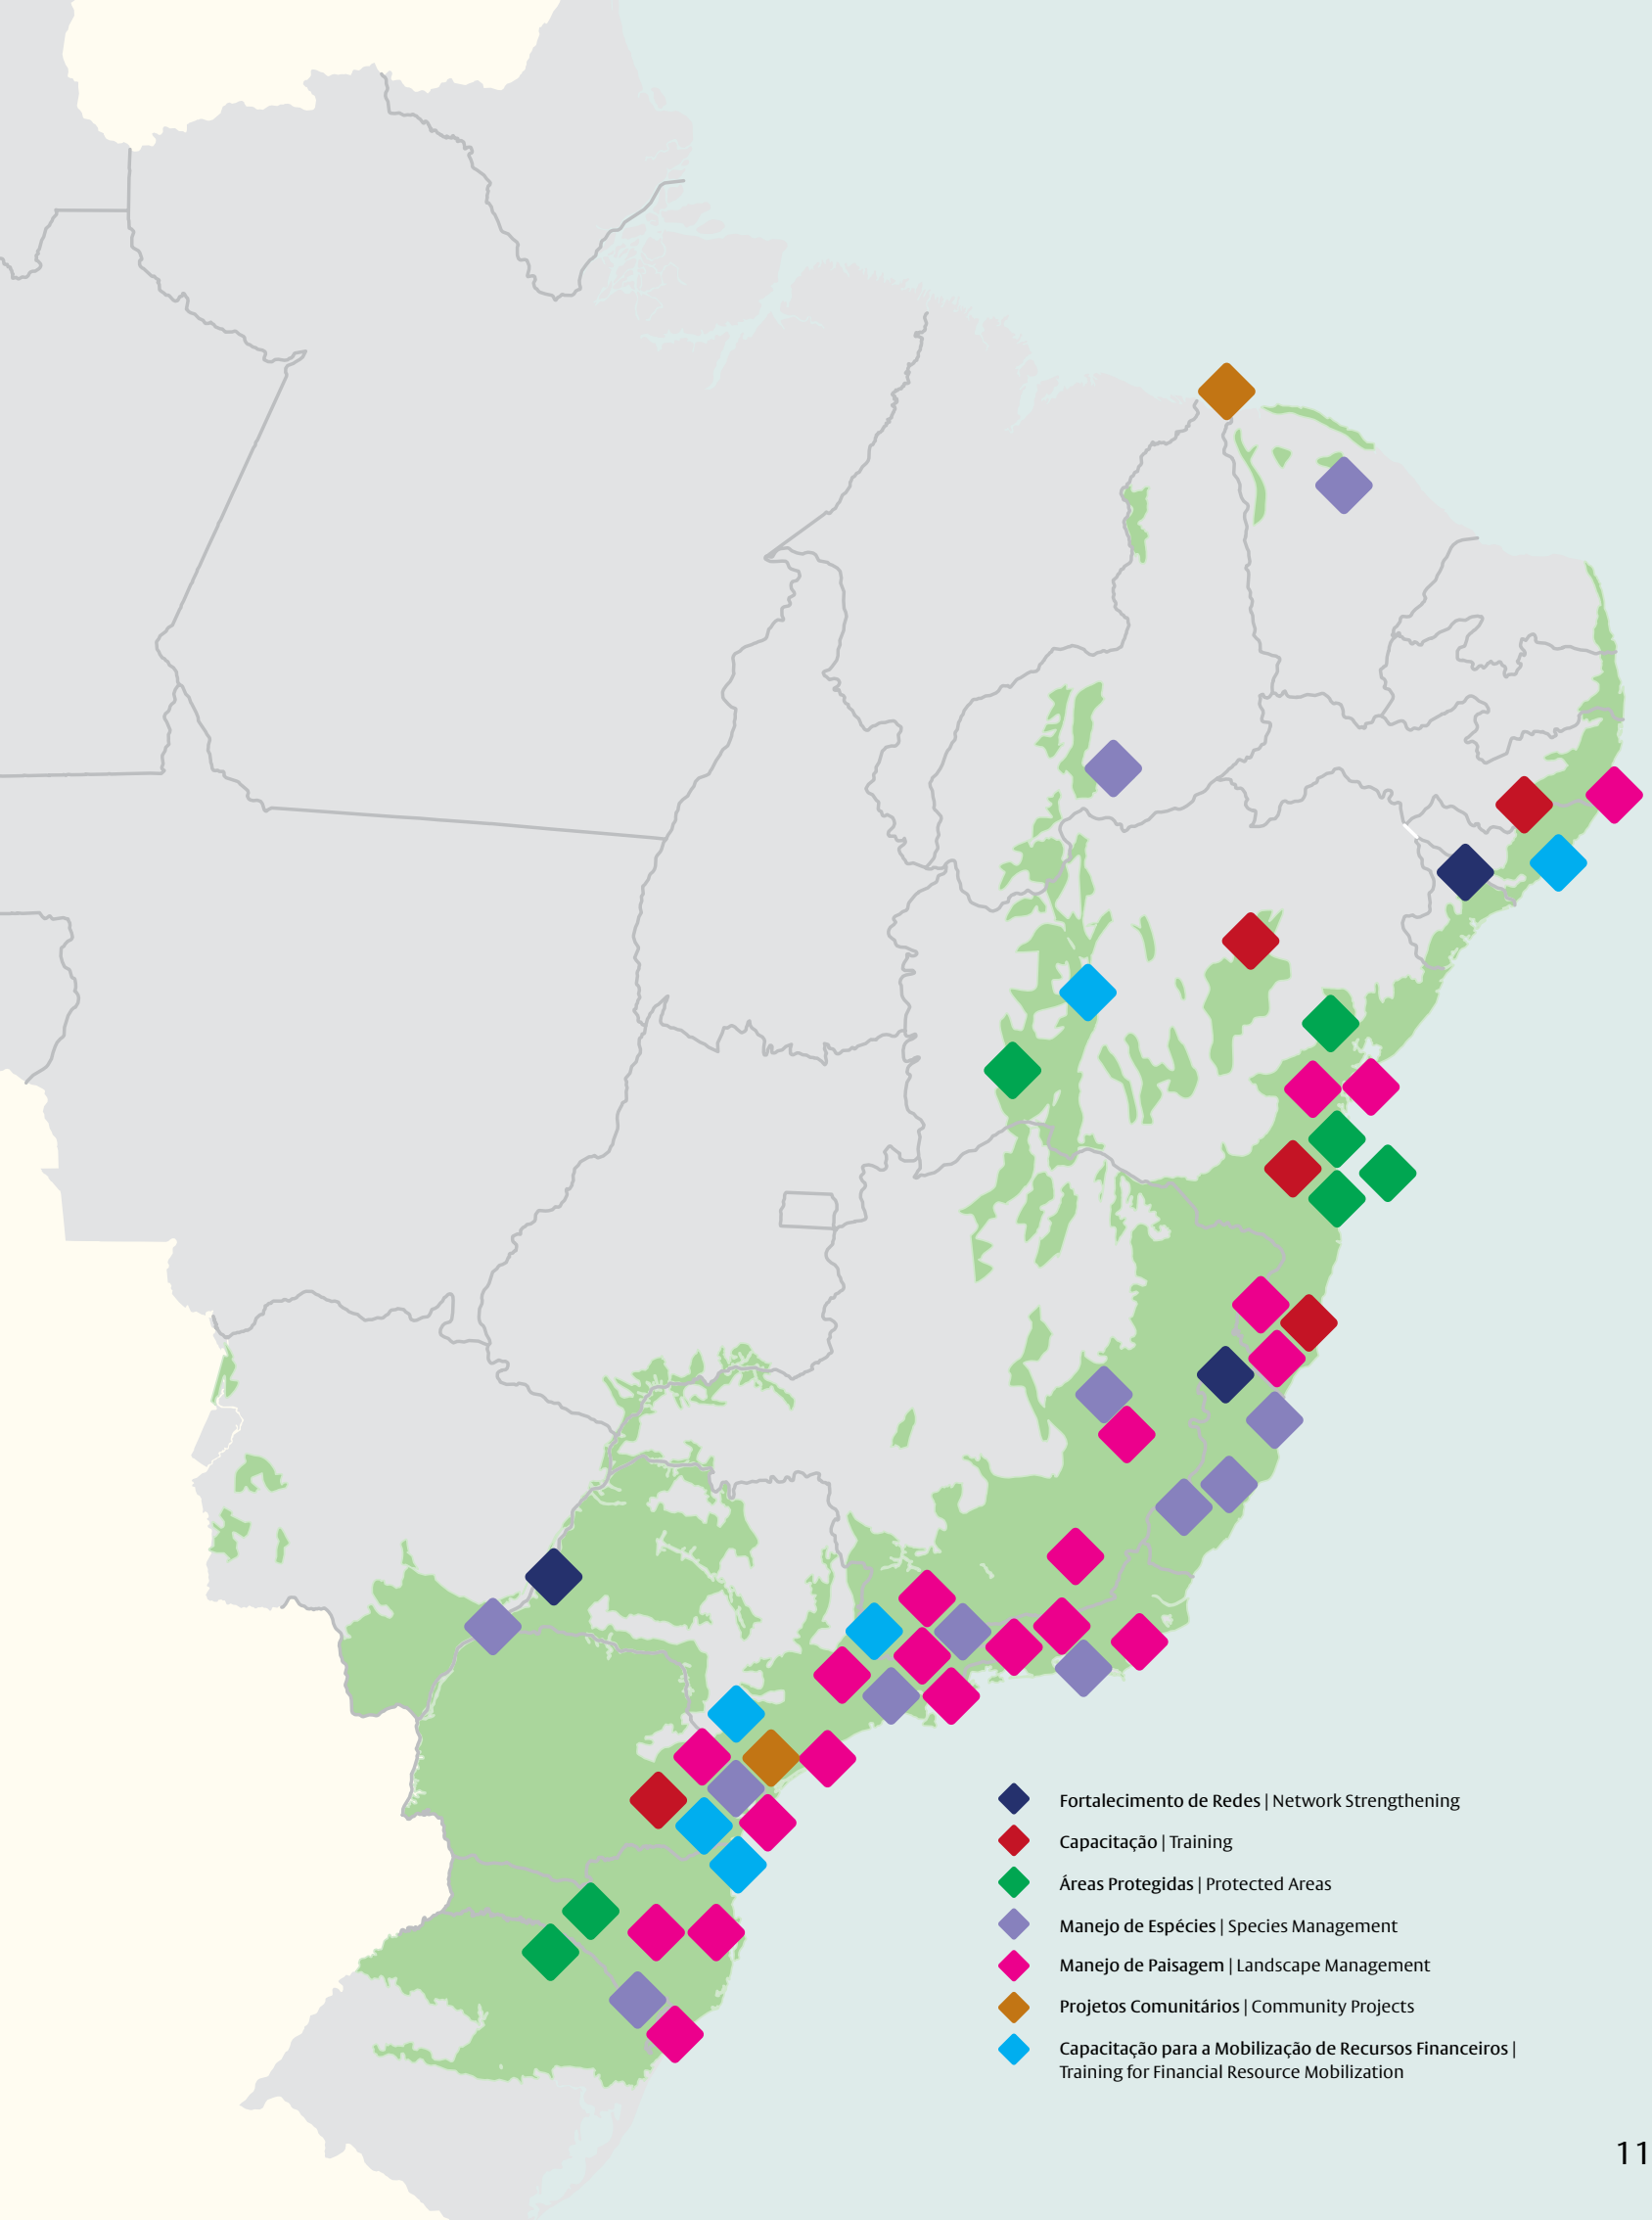 Fortalecimento de Redes | Network Strengthening
Capacitação | Training
Áreas Protegidas | Protected Areas
Manejo de Espécies | Species Management
Manejo de Paisagem | Landscape Management
Projetos Comunitários | Community Projects
Capacitação para a Mobilização de Recursos Financeiros |
Training for Financial Resource Mobilization
11